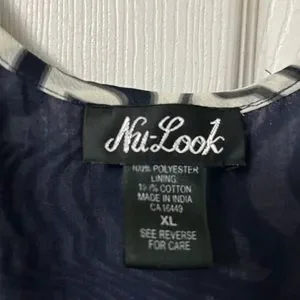 Nu-Look
100% POLYESTER
LINING:
100% COTTON
MADE IN INDIA
CA 16449
XL
SEE REVERSE
FOR CARE